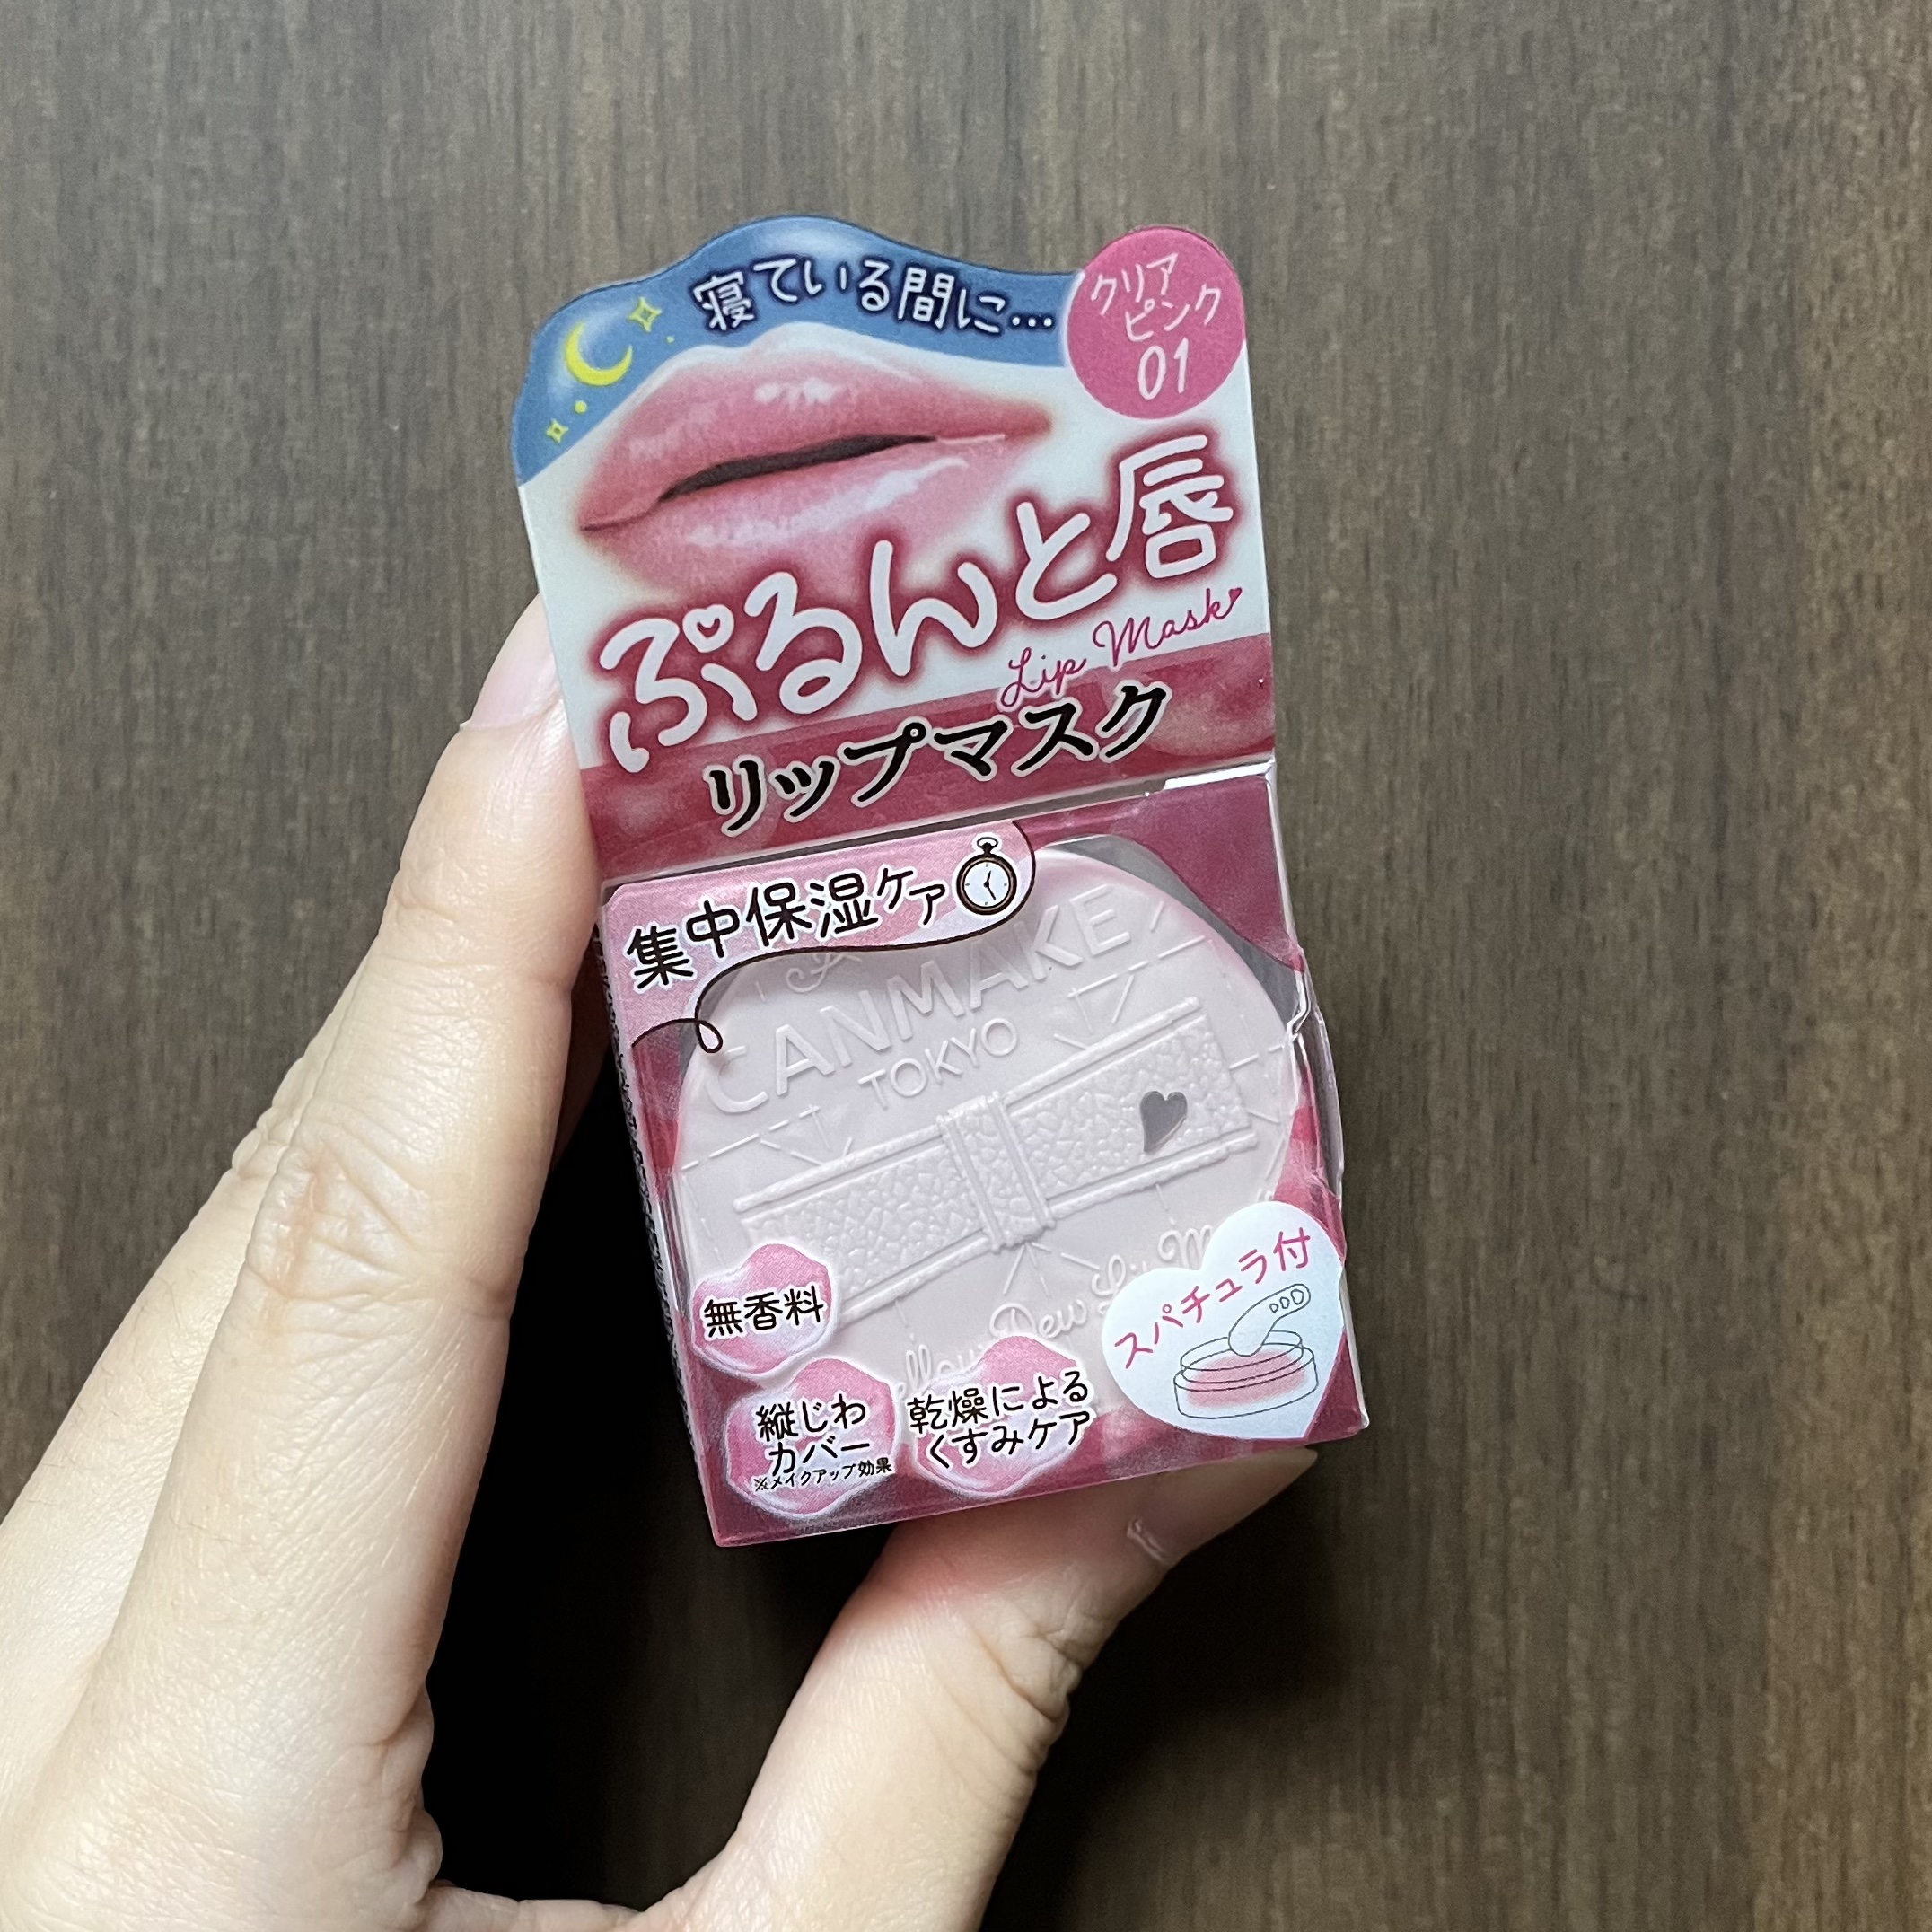 寝ている間に…
クリア
ピンク
01
ぷるんと唇
Lip Mask
リップマスク
集中保湿ケア
CANMAKE
TOKYO
無香料
縦じわ
カバー
※メイクアップ効果
乾燥による
くすみケア
スパチュラ付
Dew